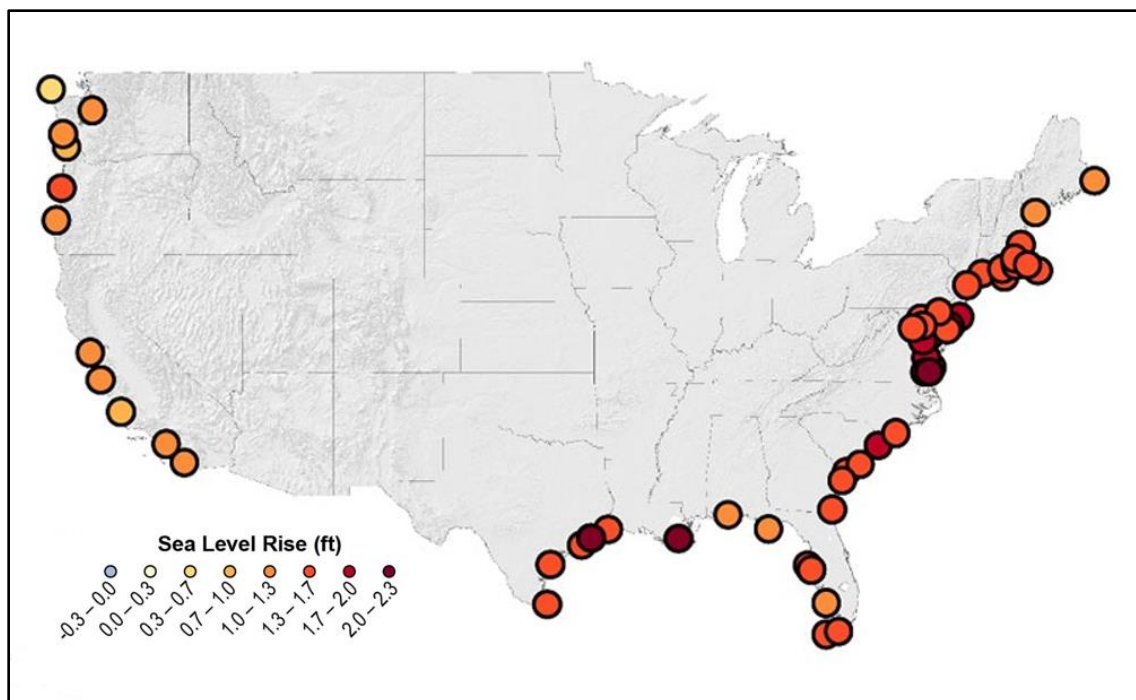 Sea Level Rise (ft)
-0.3 – 0.0
0.0 – 0.3
0.3 – 0.7
0.7 – 1.0
1.0 – 1.3
1.3 – 1.7
1.7 – 2.0
2.0 – 2.3